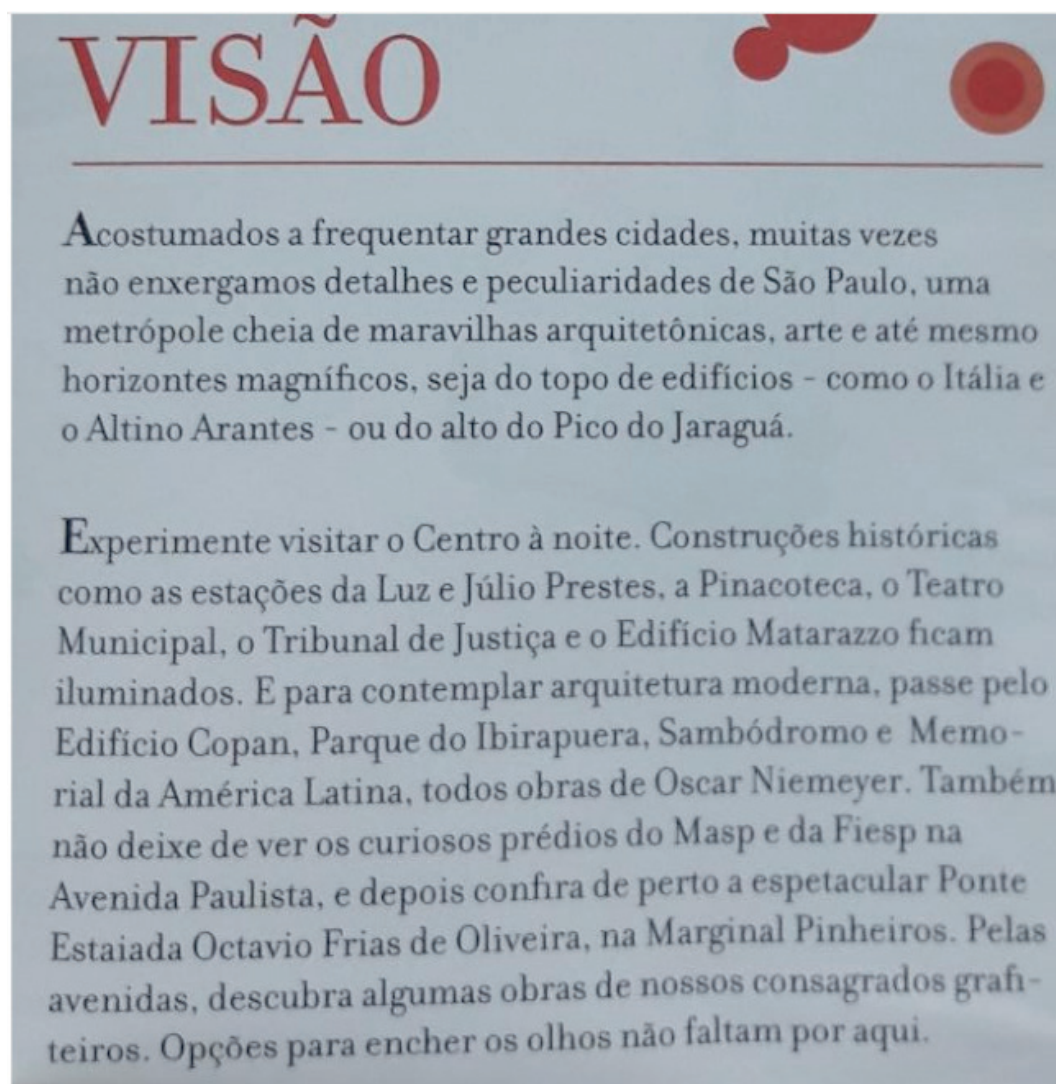 VISÃO
Acostumados a frequentar grandes cidades, muitas vezes
não enxergamos detalhes e peculiaridades de São Paulo, uma
metrópole cheia de maravilhas arquitetônicas, arte e até mesmo
horizontes magníficos, seja do topo de edifícios - como o Itália e
o Altino Arantes - ou do alto do Pico do Jaraguá.
Experimente visitar o Centro à noite. Construções históricas
como as estações da Luz e Júlio Prestes, a Pinacoteca, o Teatro
Municipal, o Tribunal de Justiça e o Edifício Matarazzo ficam
iluminados. E para contemplar arquitetura moderna, passe pelo
Edifício Copan, Parque do Ibirapuera, Sambódromo e Memo-
rial da América Latina, todos obras de Oscar Niemeyer. Também
não deixe de ver os curiosos prédios do Masp e da Fiesp na
Avenida Paulista, e depois confira de perto a espetacular Ponte
Estaiada Octavio Frias de Oliveira, na Marginal Pinheiros. Pelas
avenidas, descubra algumas obras de nossos consagrados grafi-
teiros. Opções para encher os olhos não faltam por aqui.